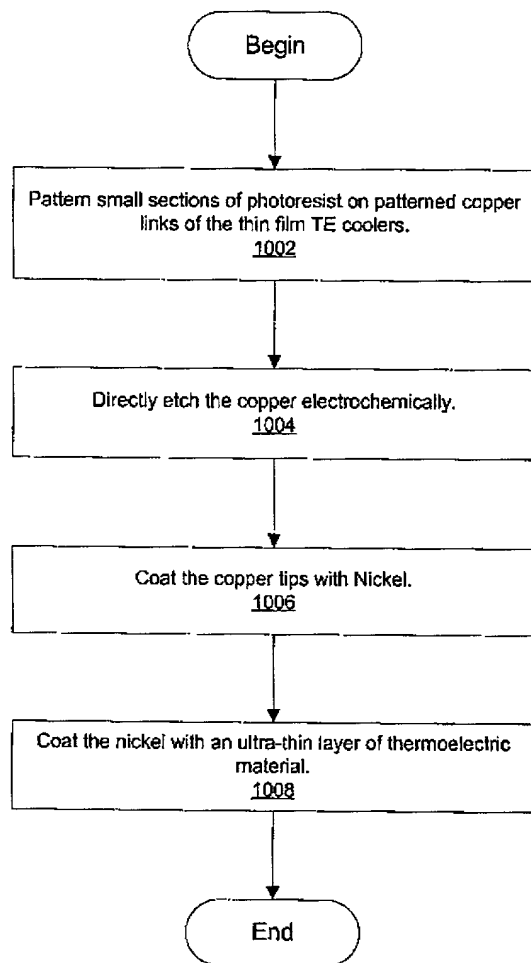 Begin
Pattern small sections of photoresist on patterned copper
links of the thin film TE coolers.
1002
Directly etch the copper electrochemically.
1004
Coat the copper tips with Nickel.
1006
Coat the nickel with an ultra-thin layer of thermoelectric
material.
1008
End